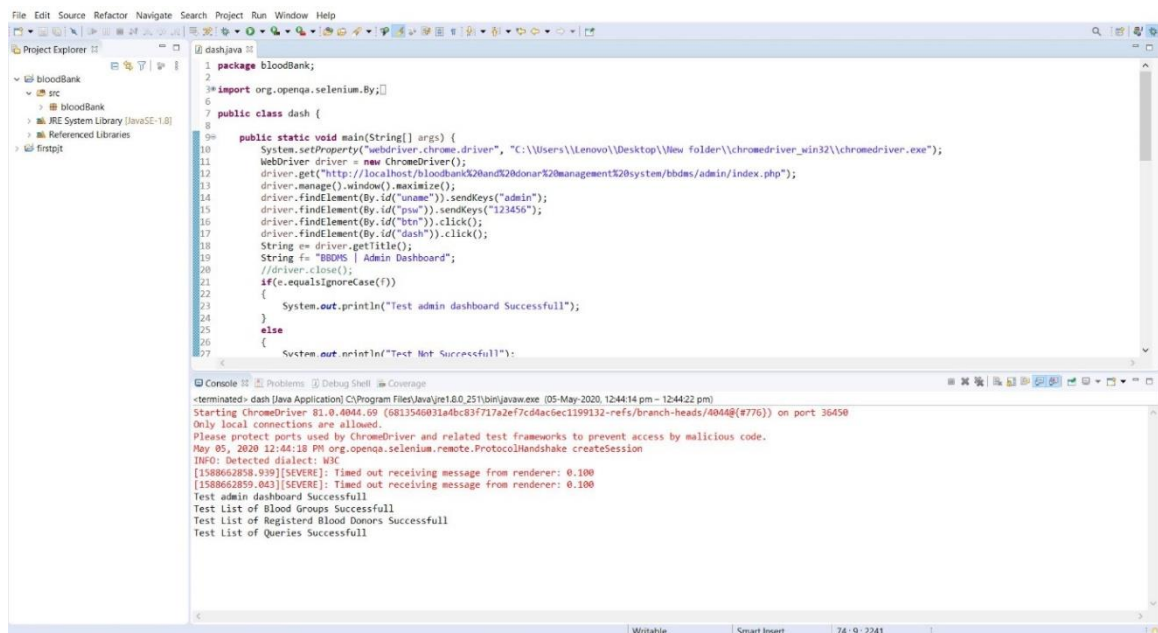 File Edit Source Refactor Navigate Search Project Run Window Help
Project Explorer
bloodBank
src
bloodBank
JRE System Library [JavaSE-1.8]
Referenced Libraries
firstpjt
dash.java
1 package bloodBank;
2
3 import org.openqa.selenium.By;
6
7 public class dash {
8
9 public static void main(String[] args) {
10 System.setProperty("webdriver.chrome.driver", "C:\\Users\\Lenovo\\Desktop\\New folder\\chromedriver_win32\\chromedriver.exe");
11 WebDriver driver = new ChromeDriver();
12 driver.get("http://localhost/bloodbank%20and%20donar%20management%20system/bbdms/admin/index.php");
13 driver.manage().window().maximize();
14 driver.findElement(By.id("uname")).sendKeys("admin");
15 driver.findElement(By.id("psw")).sendKeys("123456");
16 driver.findElement(By.id("btn")).click();
17 driver.findElement(By.id("dash")).click();
18 String e= driver.getTitle();
19 String f= "BBDMS | Admin Dashboard";
20 //driver.close();
21 if(e.equalsIgnoreCase(f))
22 {
23 System.out.println("Test admin dashboard Successfull");
24 }
25 else
26 {
27 System.out.println("Test Not Successfull");
Console Problems Debug Shell Coverage
<terminated> dash [Java Application] C:\Program Files\Java\jre1.8.0_251\bin\javaw.exe (05-May-2020, 12:44:14 pm – 12:44:22 pm)
Starting ChromeDriver 81.0.4044.69 (6813546031a4bc83f717a2ef7cd4ac6ec1199132-refs/branch-heads/4044@{#776}) on port 36450
Only local connections are allowed.
Please protect ports used by ChromeDriver and related test frameworks to prevent access by malicious code.
May 05, 2020 12:44:18 PM org.openqa.selenium.remote.ProtocolHandshake createSession
INFO: Detected dialect: W3C
[1588662858.939][SEVERE]: Timed out receiving message from renderer: 0.100
[1588662859.043][SEVERE]: Timed out receiving message from renderer: 0.100
Test admin dashboard Successfull
Test List of Blood Groups Successfull
Test List of Registerd Blood Donors Successfull
Test List of Queries Successfull
Writable Smart Insert 74 : 9 : 2241